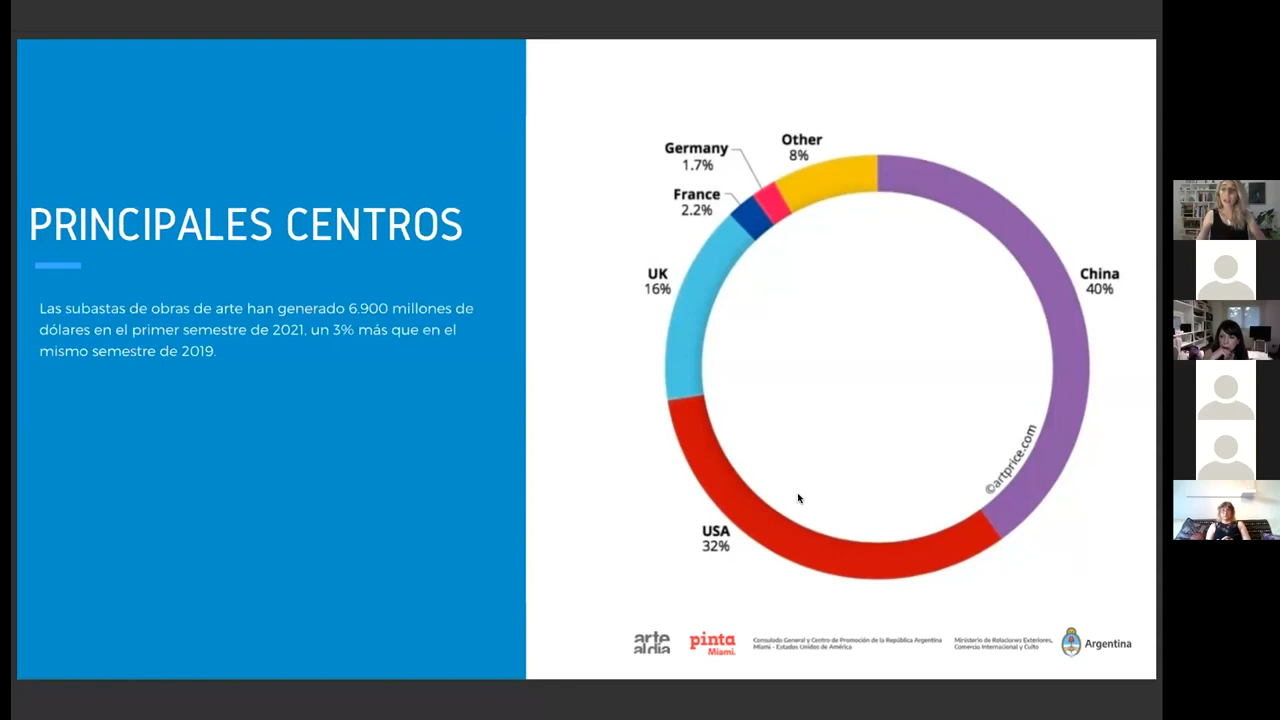 PRINCIPALES CENTROS
Las subastas de obras de arte han generado 6.900 millones de
dólares en el primer semestre de 2021, un 3% más que en el
mismo semestre de 2019.
Other
8%
Germany
1.7%
France
2.2%
UK
16%
China
40%
USA
32%
©artprice.com
arte
aldía
pinta
Miami.
Consulado General y Centro de Promoción de la República Argentina
Miami - Estados Unidos de América
Ministerio de Relaciones Exteriores,
Comercio Internacional y Culto
Argentina